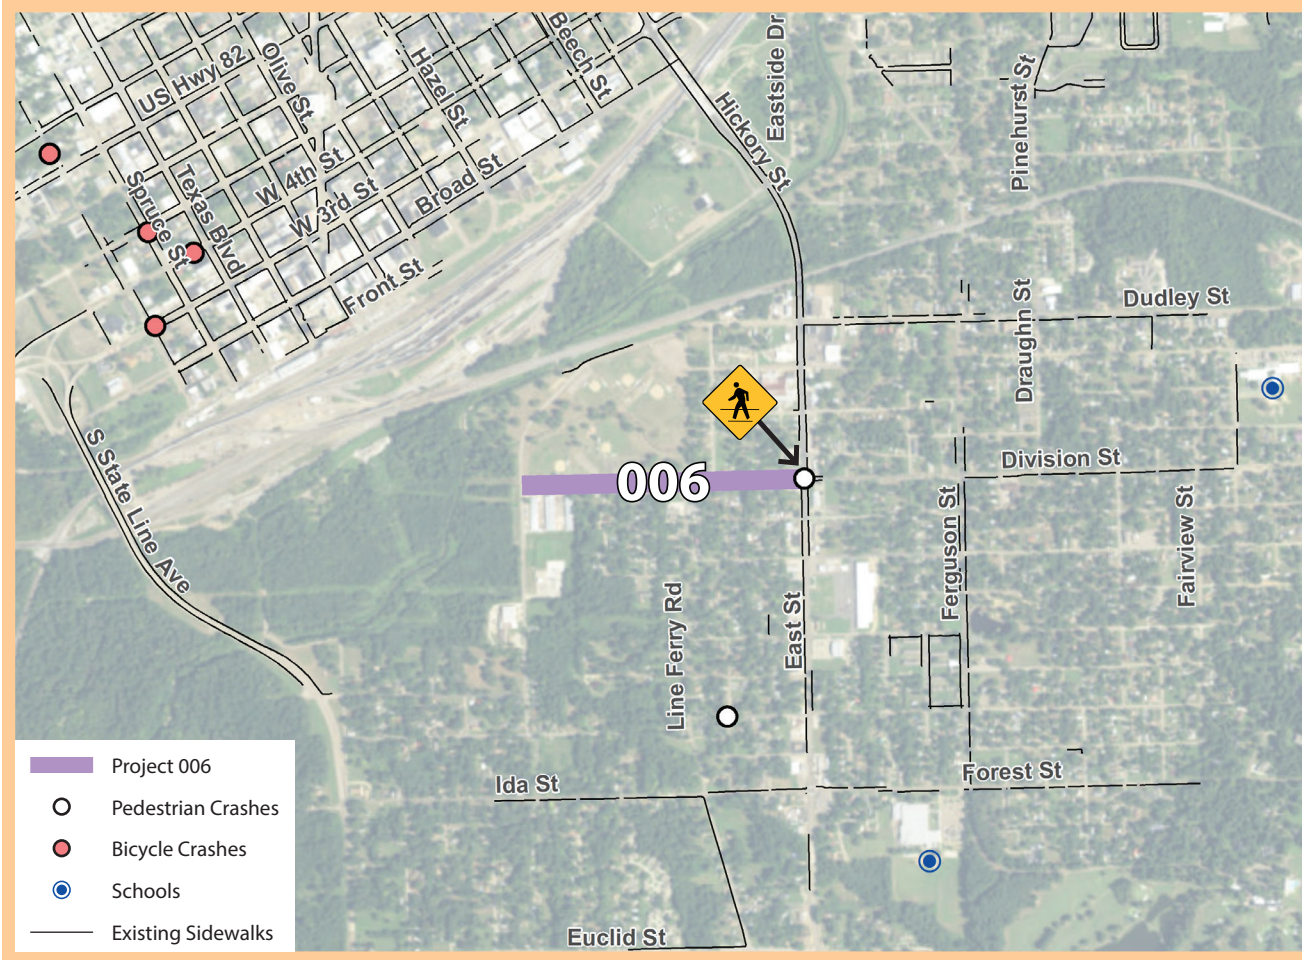 Beech St
Eastside Dr
US Hwy 82
Olive St
Hazel St
Pinehurst St
Hickory St
W 4th St
Spruce St
Texas Blvd
W 3rd St
Broad St
Front St
Draughn St
Dudley St
006
Division St
S State Line Ave
Ferguson St
Fairview St
Line Ferry Rd
East St
Ida St
Forest St
Euclid St
Project 006
Pedestrian Crashes
Bicycle Crashes
Schools
Existing Sidewalks